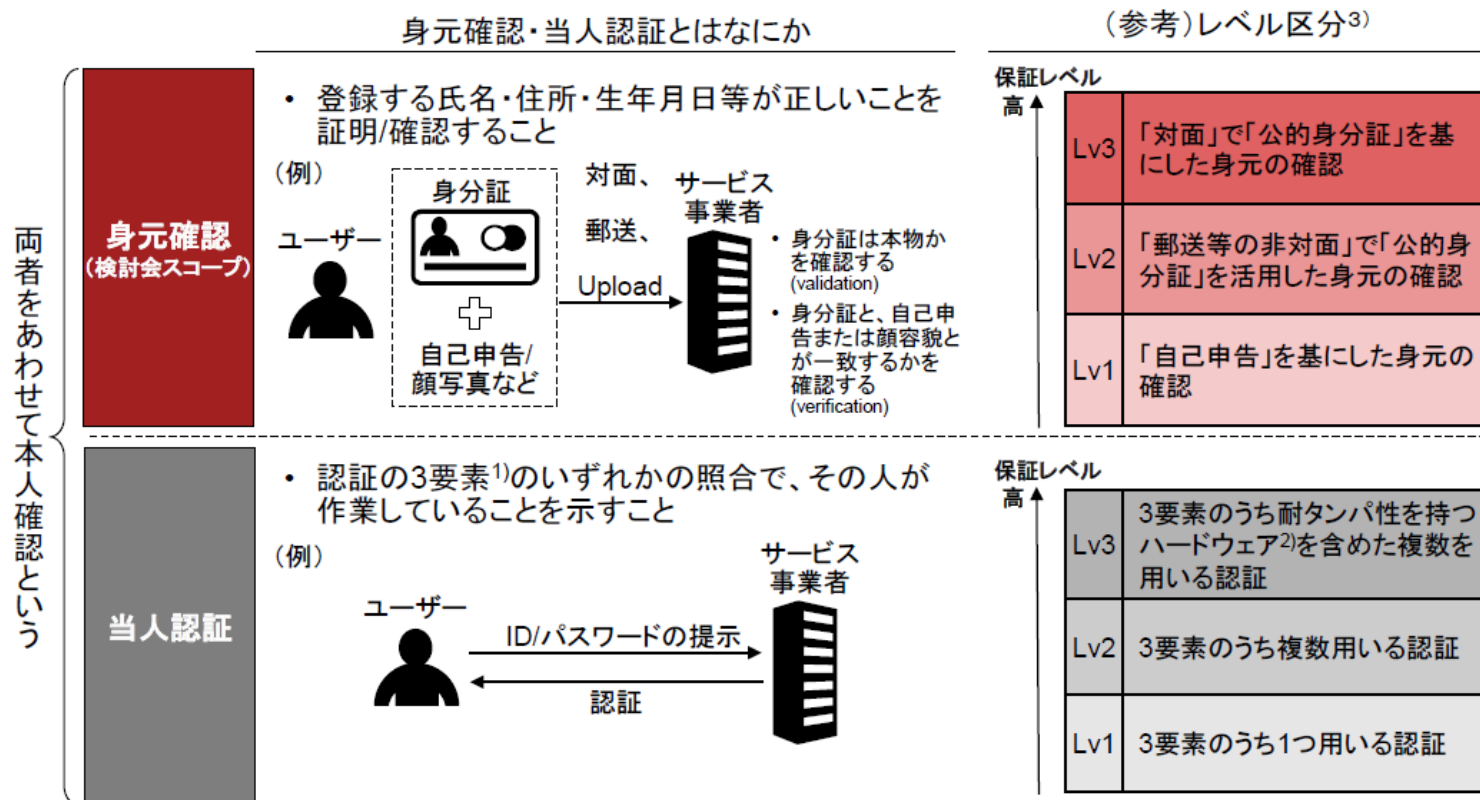 身元確認・当人認証とはなにか
（参考）レベル区分3)
両者をあわせて本人確認という
身元確認
（検討会スコープ）
• 登録する氏名・住所・生年月日等が正しいことを
証明/確認すること
（例）
ユーザー
身分証
自己申告/
顔写真など
対面、
郵送、
Upload
サービス
事業者
• 身分証は本物か
を確認する
(validation)
• 身分証と、自己申
告または顔容貌と
が一致するかを
確認する
(verification)
保証レベル
高
Lv3
「対面」で「公的身分証」を基
にした身元の確認
Lv2
「郵送等の非対面」で「公的身
分証」を活用した身元の確認
Lv1
「自己申告」を基にした身元の
確認
当人認証
• 認証の3要素1)のいずれかの照合で、その人が
作業していることを示すこと
（例）
ユーザー
ID/パスワードの提示
認証
サービス
事業者
保証レベル
高
Lv3
3要素のうち耐タンパ性を持つ
ハードウェア2)を含めた複数を
用いる認証
Lv2
3要素のうち複数用いる認証
Lv1
3要素のうち1つ用いる認証